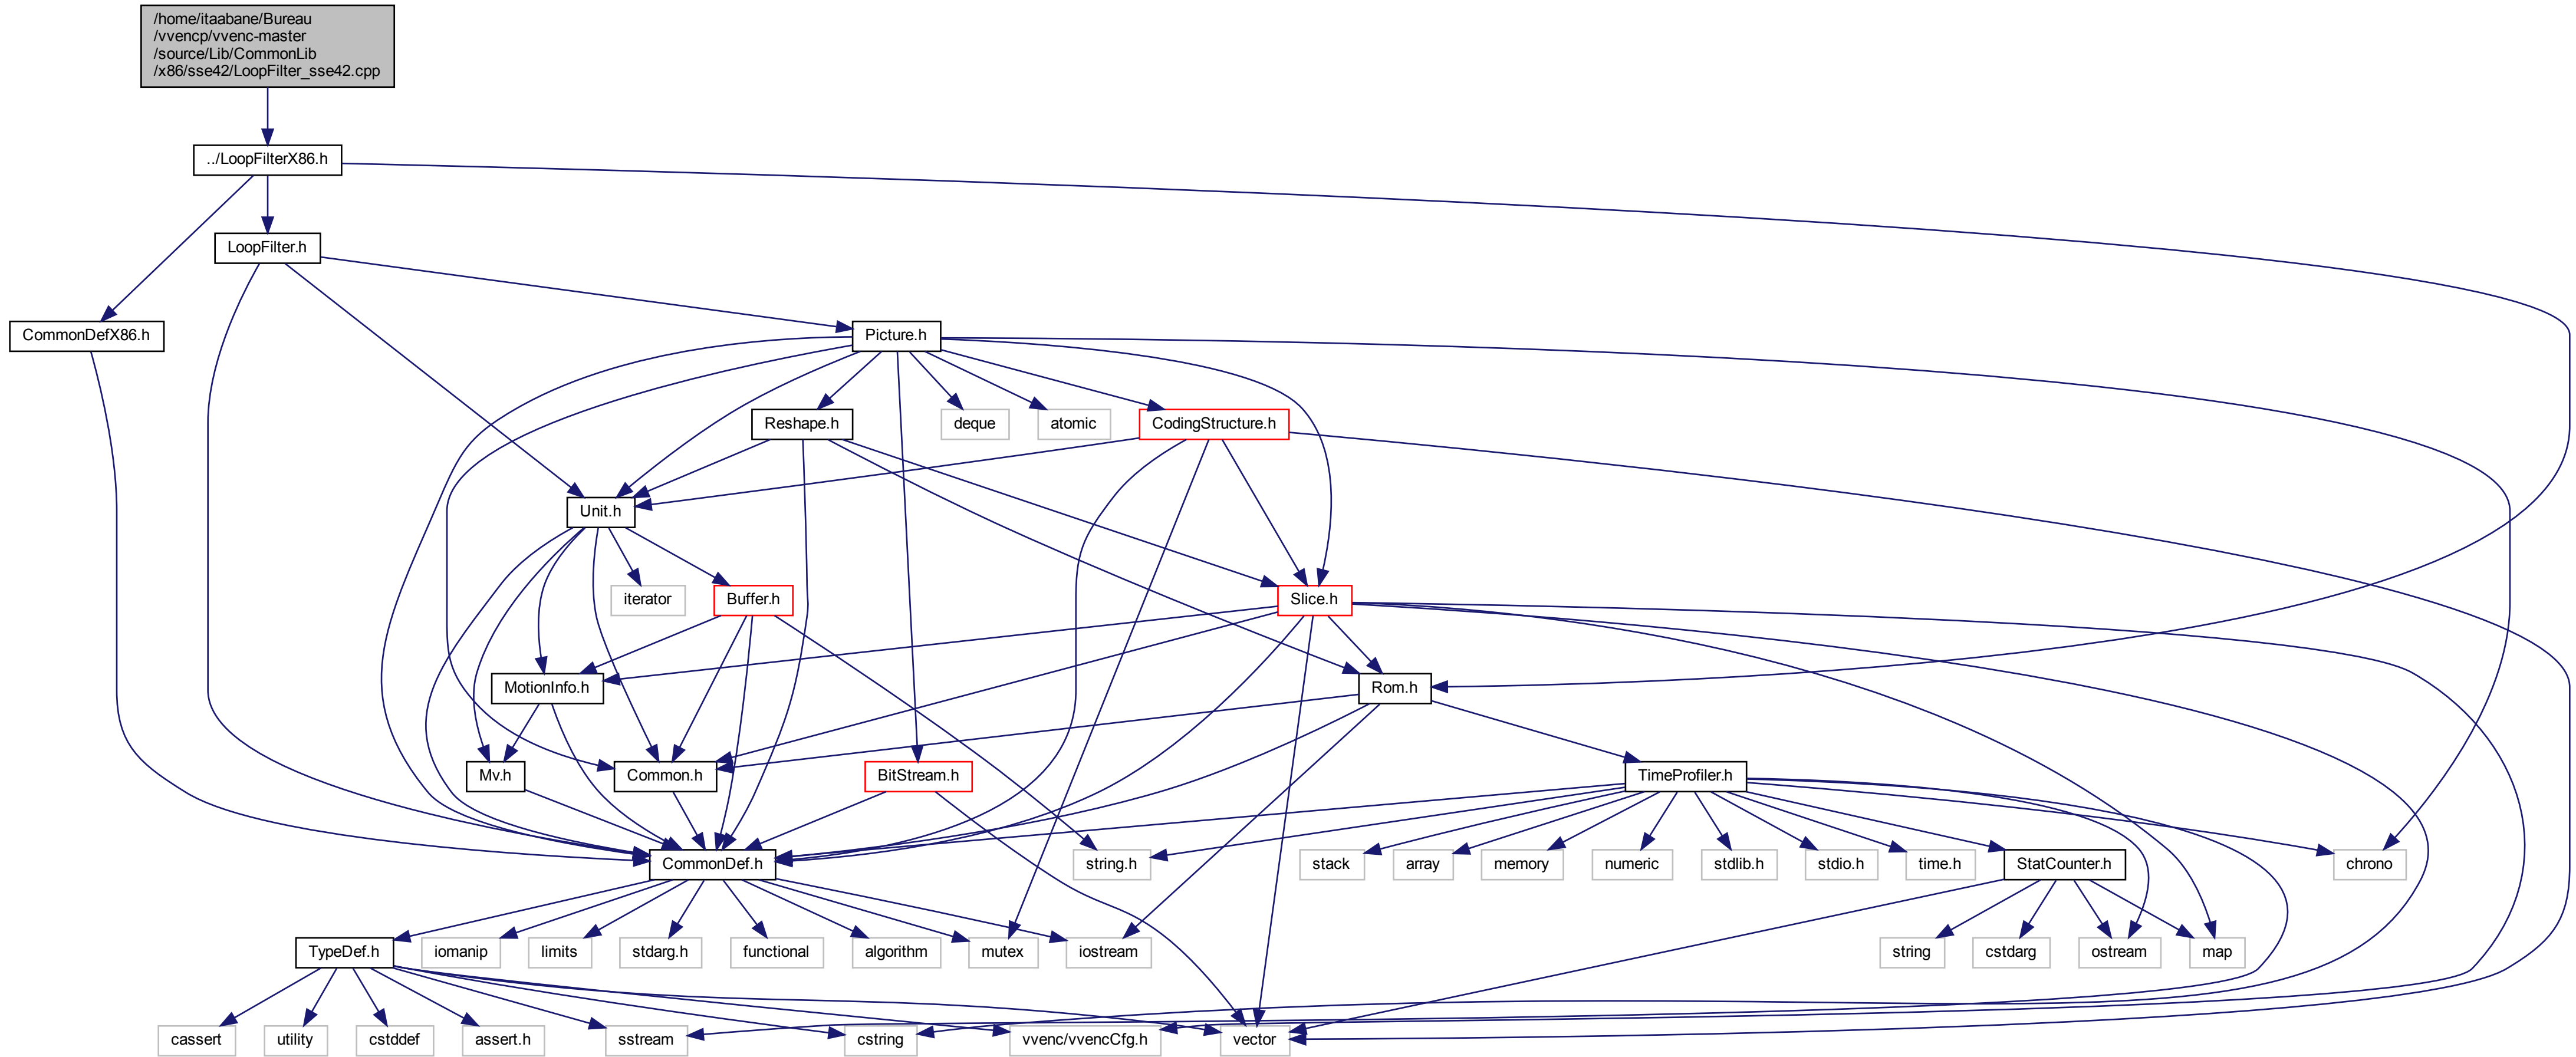 /home/itaabane/Bureau
/vvencp/vvenc-master
/source/Lib/CommonLib
/x86/sse42/LoopFilter_sse42.cpp
../LoopFilterX86.h
LoopFilter.h
CommonDefX86.h
Picture.h
Reshape.h
deque
atomic
CodingStructure.h
Unit.h
iterator
Buffer.h
Slice.h
MotionInfo.h
Rom.h
Mv.h
Common.h
BitStream.h
TimeProfiler.h
CommonDef.h
string.h
stack
array
memory
numeric
stdlib.h
stdio.h
time.h
StatCounter.h
chrono
TypeDef.h
iomanip
limits
stdarg.h
functional
algorithm
mutex
iostream
string
cstdarg
ostream
map
cassert
utility
cstddef
assert.h
sstream
cstring
vvenc/vvencCfg.h
vector